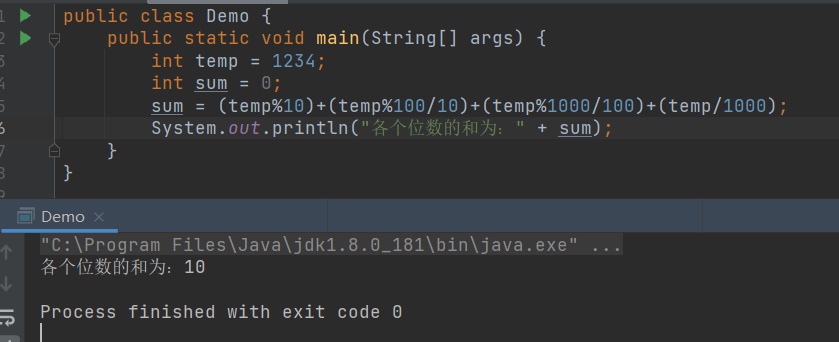 1 public class Demo {
2 public static void main(String[] args) {
3 int temp = 1234;
4 int sum = 0;
5 sum = (temp%10)+(temp%100/10)+(temp%1000/100)+(temp/1000);
6 System.out.println("各个位数的和为：" + sum);
7 }
8 }
9
Demo ×
"C:\Program Files\Java\jdk1.8.0_181\bin\java.exe" ...
各个位数的和为：10
Process finished with exit code 0